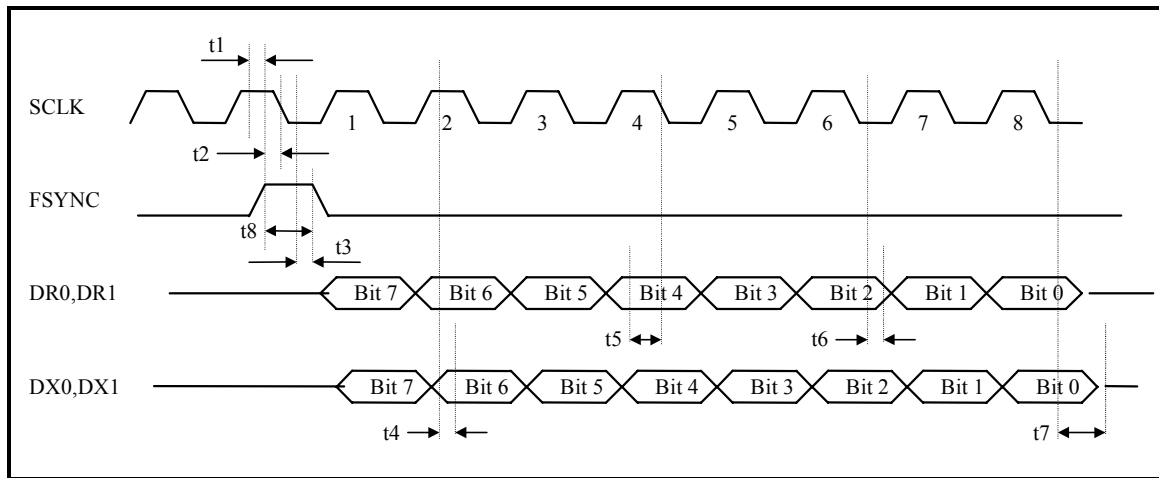 t1
SCLK
1 2 3 4 5 6 7 8
t2
FSYNC
t8
t3
DR0,DR1
Bit 7 Bit 6 Bit 5 Bit 4 Bit 3 Bit 2 Bit 1 Bit 0
t5
t6
DX0,DX1
Bit 7 Bit 6 Bit 5 Bit 4 Bit 3 Bit 2 Bit 1 Bit 0
t4
t7